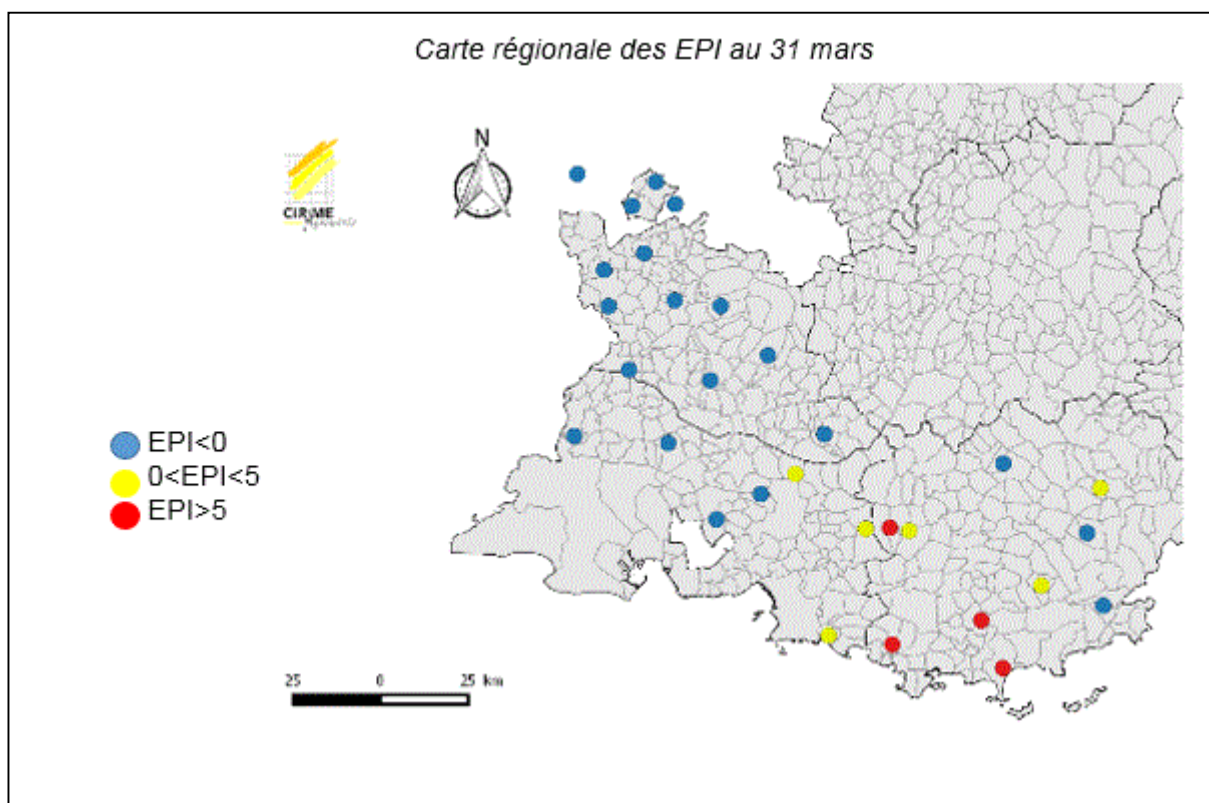 Carte régionale des EPI au 31 mars
N
CIRAME
EPI<0
0<EPI<5
EPI>5
25 0 25 km